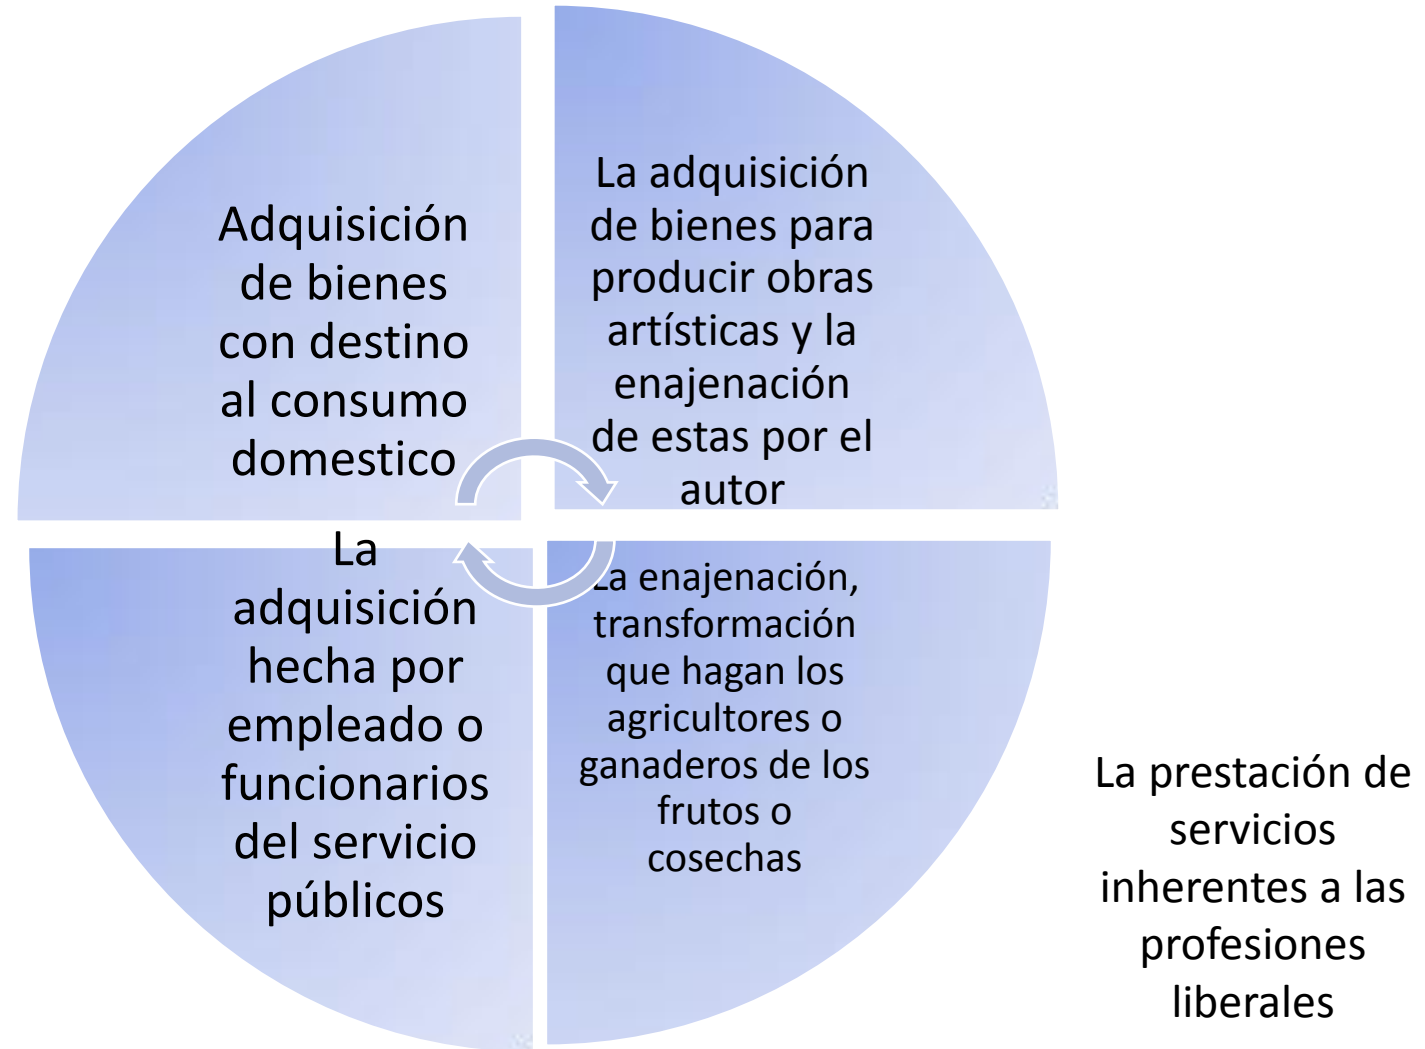 Adquisición
de bienes
con destino
al consumo
domestico
La adquisición
de bienes para
producir obras
artísticas y la
enajenación
de estas por el
autor
La
adquisición
hecha por
empleado o
funcionarios
del servicio
públicos
La enajenación,
transformación
que hagan los
agricultores o
ganaderos de los
frutos o
cosechas
La prestación de
servicios
inherentes a las
profesiones
liberales